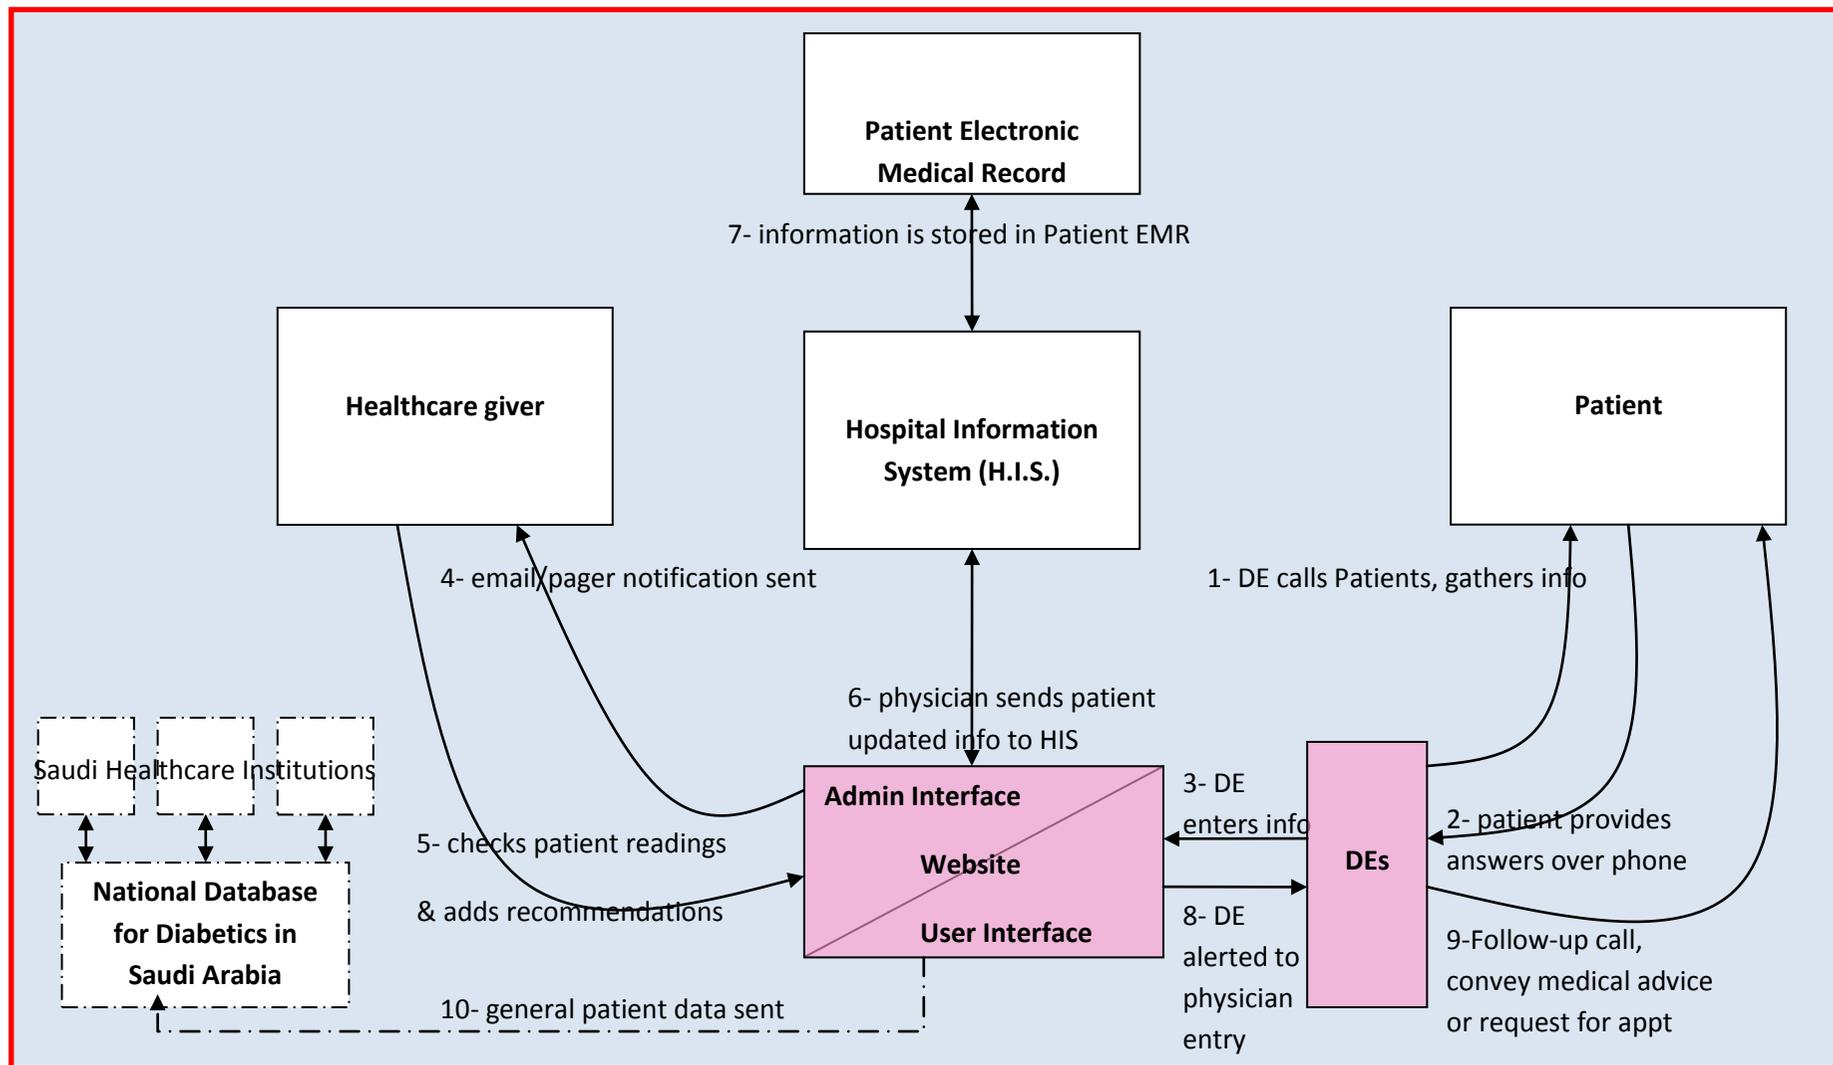 Patient Electronic
Medical Record
7- information is stored in Patient EMR
Healthcare giver
Hospital Information
System (H.I.S.)
Patient
4- email/pager notification sent
1- DE calls Patients, gathers info
6- physician sends patient
updated info to HIS
Saudi Healthcare Institutions
Admin Interface
Website
User Interface
3- DE
enters info
DEs
2- patient provides
answers over phone
5- checks patient readings
& adds recommendations
National Database
for Diabetics in
Saudi Arabia
8- DE
alerted to
physician
entry
9-Follow-up call,
convey medical advice
or request for appt
10- general patient data sent